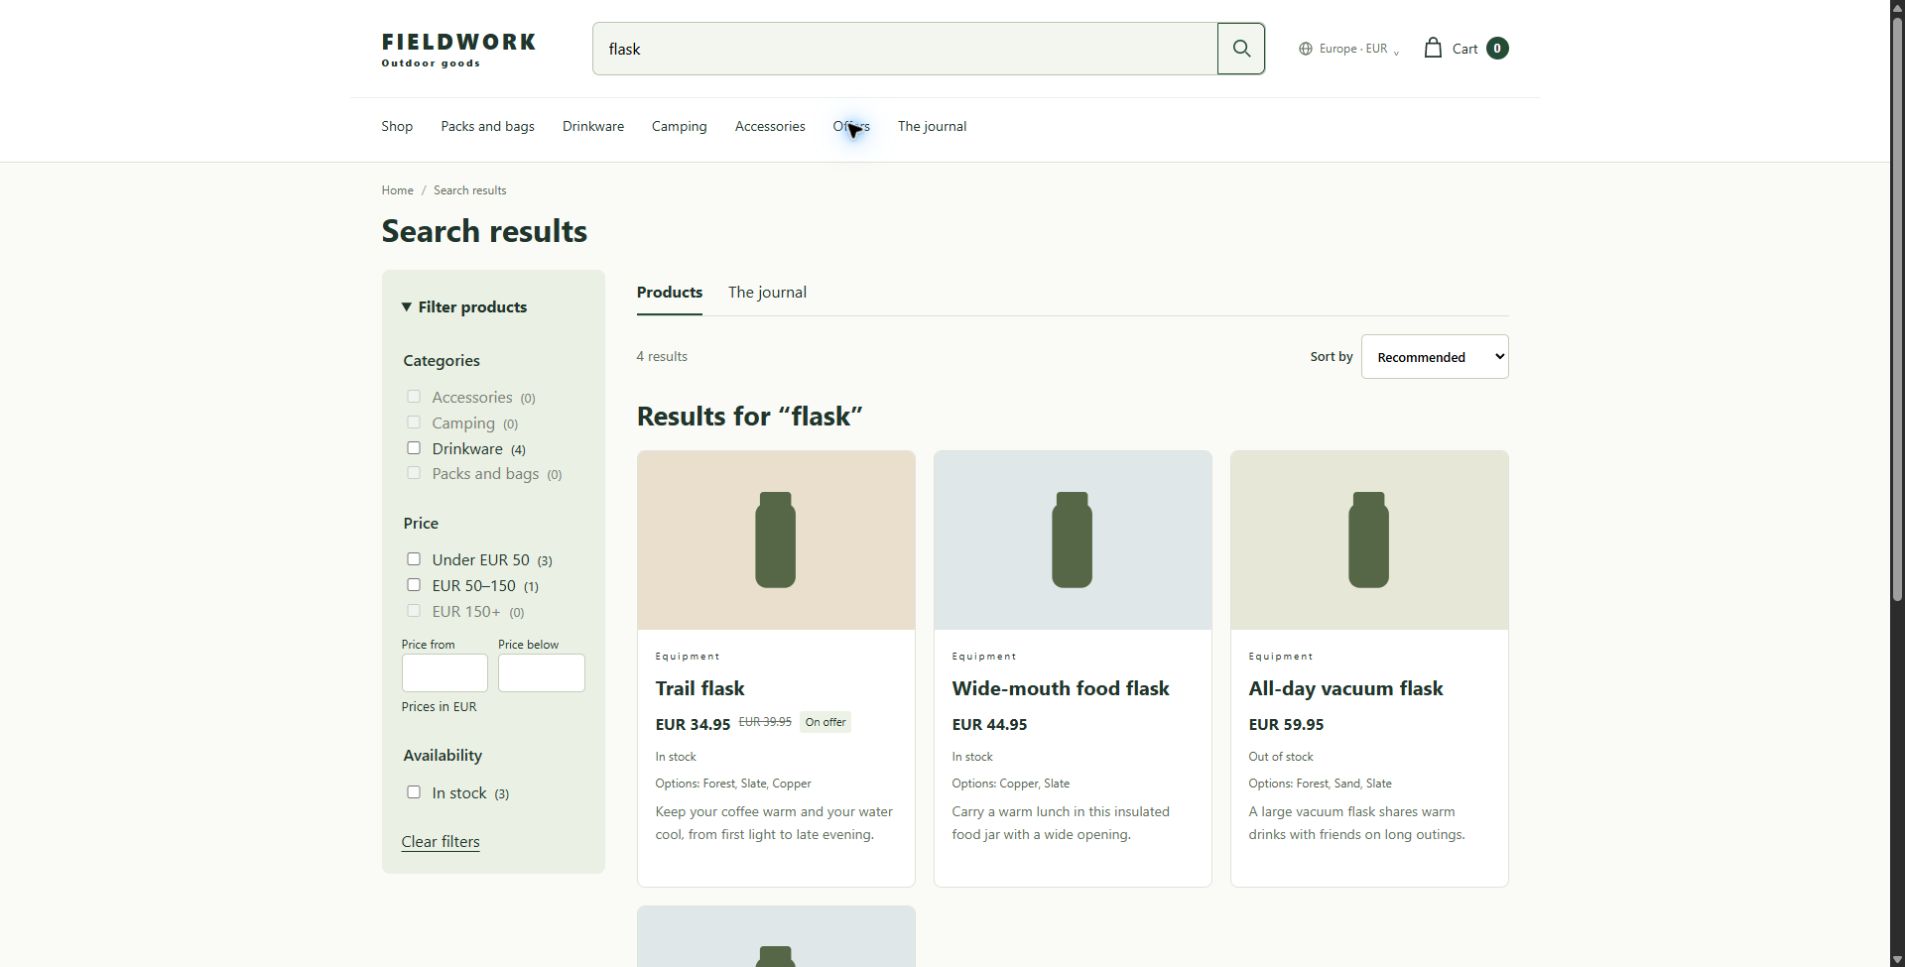 FIELDWORK
Outdoor goods
flask
Europe · EUR
Cart 0
Shop Packs and bags Drinkware Camping Accessories Offers The journal
Home / Search results
Search results
Filter products
Categories
Accessories (0)
Camping (0)
Drinkware (4)
Packs and bags (0)
Price
Under EUR 50 (3)
EUR 50–150 (1)
EUR 150+ (0)
Price from Price below
Prices in EUR
Availability
In stock (3)
Clear filters
Products The journal
4 results
Sort by Recommended
Results for “flask”
Equipment
Trail flask
EUR 34.95 EUR 39.95 On offer
In stock
Options: Forest, Slate, Copper
Keep your coffee warm and your water
cool, from first light to late evening.
Equipment
Wide-mouth food flask
EUR 44.95
In stock
Options: Copper, Slate
Carry a warm lunch in this insulated
food jar with a wide opening.
Equipment
All-day vacuum flask
EUR 59.95
Out of stock
Options: Forest, Sand, Slate
A large vacuum flask shares warm
drinks with friends on long outings.